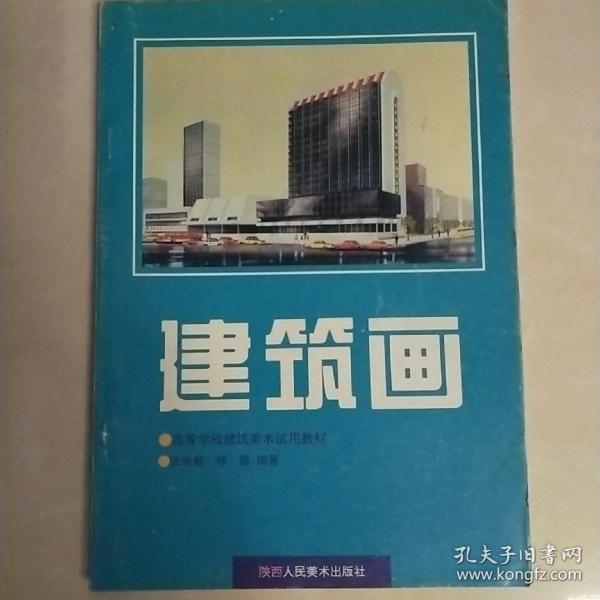 建筑画
高等学校建筑美术试用教材
张举毅 徐 磊 编著
陕西人民美术出版社
孔夫子旧书网
www.kongfz.com